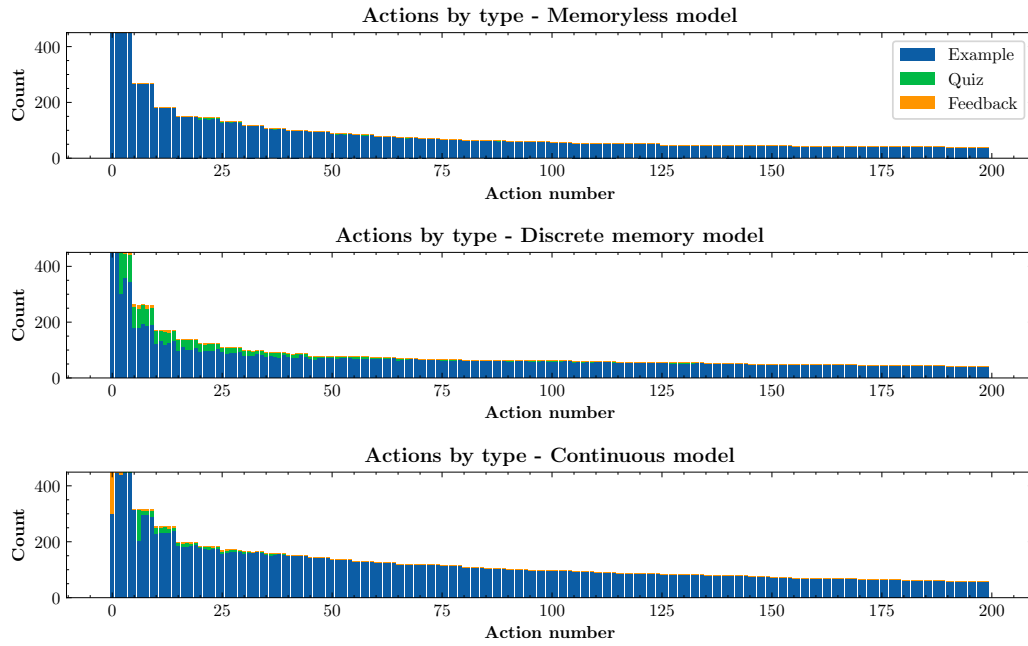 Actions by type - Memoryless model
400
200
0
Count
Example
Quiz
Feedback
0 25 50 75 100 125 150 175 200
Action number
Actions by type - Discrete memory model
400
200
0
Count
0 25 50 75 100 125 150 175 200
Action number
Actions by type - Continuous model
400
200
0
Count
0 25 50 75 100 125 150 175 200
Action number